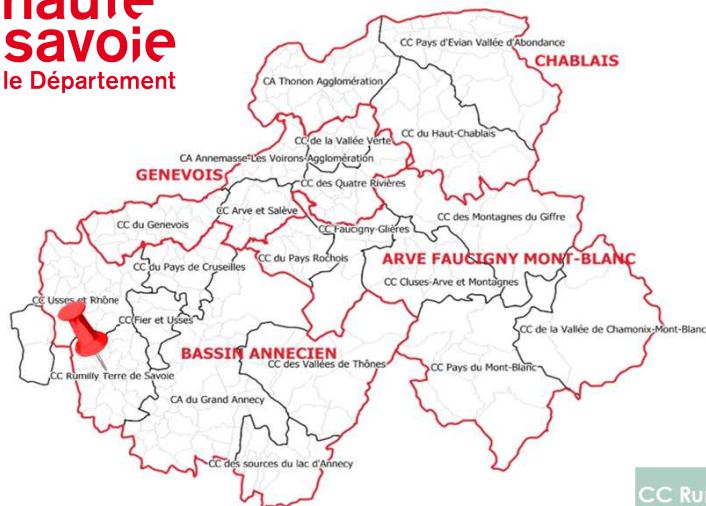 haute
savoie
le Département
CC Pays d'Evian Vallée d'Abondance
CHABLAIS
CA Thonon Agglomération
CC de la Vallée Verte
CC du Haut-Chablais
CA Annemasse-Les Voirons-Agglomération
GENEVOIS
CC des Quatre Rivières
CC Arve et Salève
CC du Genevois
CC des Montagnes du Giffre
CC Faucigny-Glières
CC du Pays de Cruseilles
CC du Pays Rochois
ARVE FAUCIGNY MONT-BLANC
CC Cluses-Arve et Montagnes
CC Usses et Rhône
CC Fier et Usses
CC de la Vallée de Chamonix-Mont-Blanc
BASSIN ANNECIEN
CC des Vallées de Thônes
CC Pays du Mont-Blanc
CC Rumilly Terre de Savoie
CA du Grand Annecy
CC des sources du lac d'Annecy
CC Ru